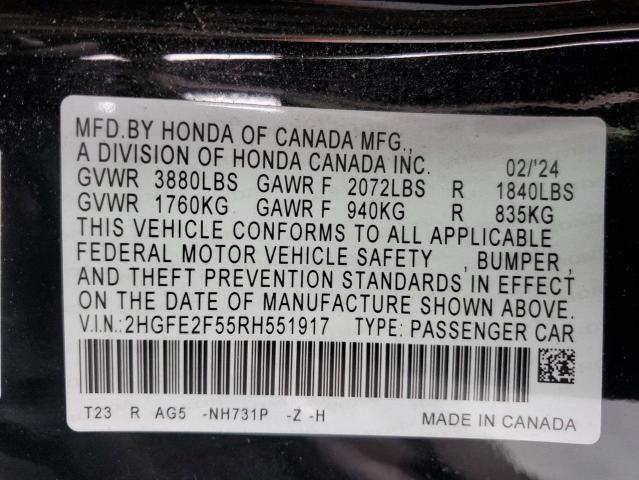 MFD.BY HONDA OF CANADA MFG.,
A DIVISION OF HONDA CANADA INC. 02/'24
GVWR 3880LBS GAWR F 2072LBS R 1840LBS
GVWR 1760KG GAWR F 940KG R 835KG
THIS VEHICLE CONFORMS TO ALL APPLICABLE
FEDERAL MOTOR VEHICLE SAFETY , BUMPER ,
AND THEFT PREVENTION STANDARDS IN EFFECT
ON THE DATE OF MANUFACTURE SHOWN ABOVE.
V.I.N.:2HGFE2F55RH551917 TYPE: PASSENGER CAR
T23 R AG5 -NH731P -Z -H
MADE IN CANADA